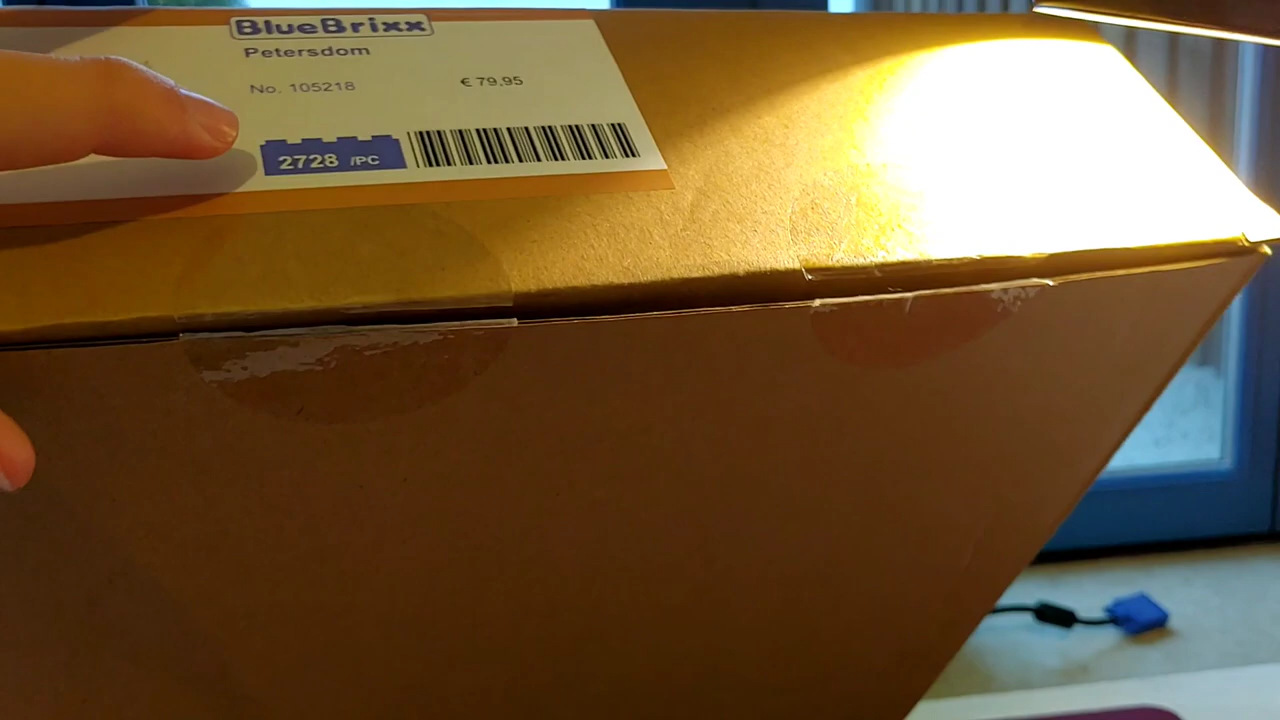 BlueBrixx
Petersdom
No. 105218
€ 79,95
2728 /PC